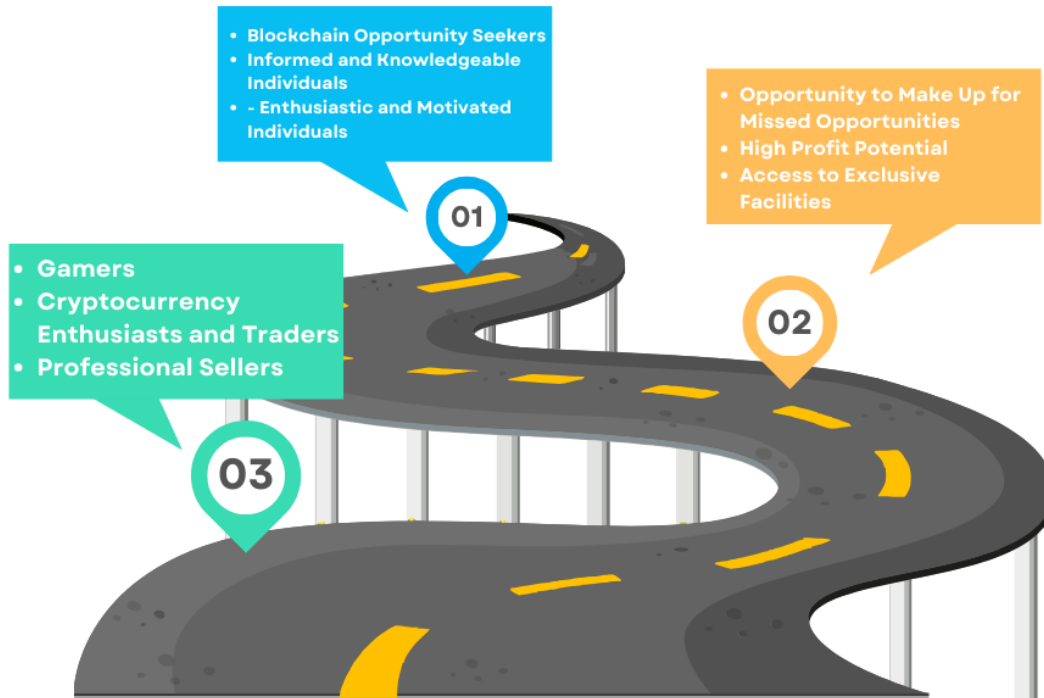 • Blockchain Opportunity Seekers
• Informed and Knowledgeable
Individuals
• - Enthusiastic and Motivated
Individuals
01
• Opportunity to Make Up for
Missed Opportunities
• High Profit Potential
• Access to Exclusive
Facilities
02
• Gamers
• Cryptocurrency
Enthusiasts and Traders
• Professional Sellers
03